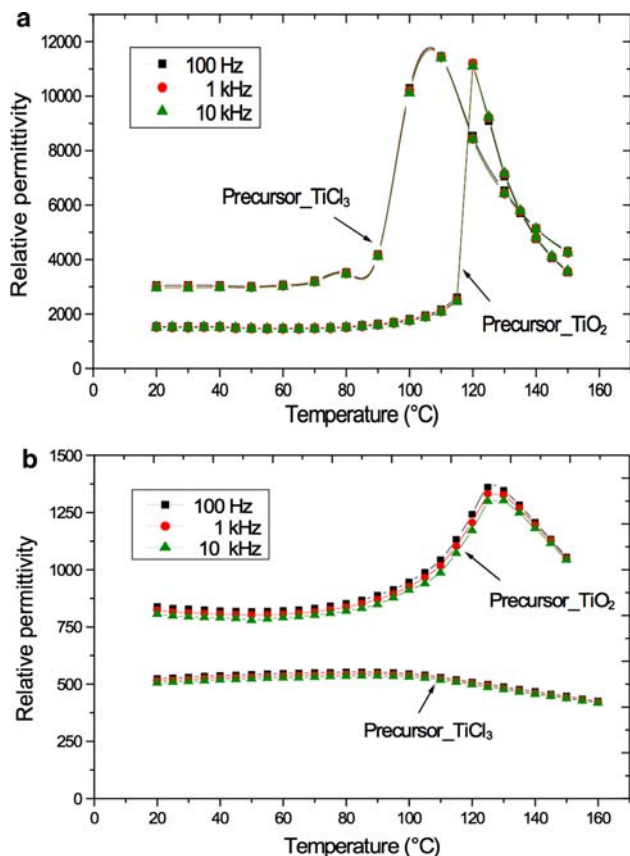 a
12000
10000
8000
6000
4000
2000
0
Relative permittivity
100 Hz
1 kHz
10 kHz
Precursor_TiCl₃
Precursor_TiO₂
0 20 40 60 80 100 120 140 160
Temperature (°C)
b
1500
1250
1000
750
500
250
0
Relative permittivity
100 Hz
1 kHz
10 kHz
Precursor_TiO₂
Precursor_TiCl₃
20 40 60 80 100 120 140 160
Temperature (°C)